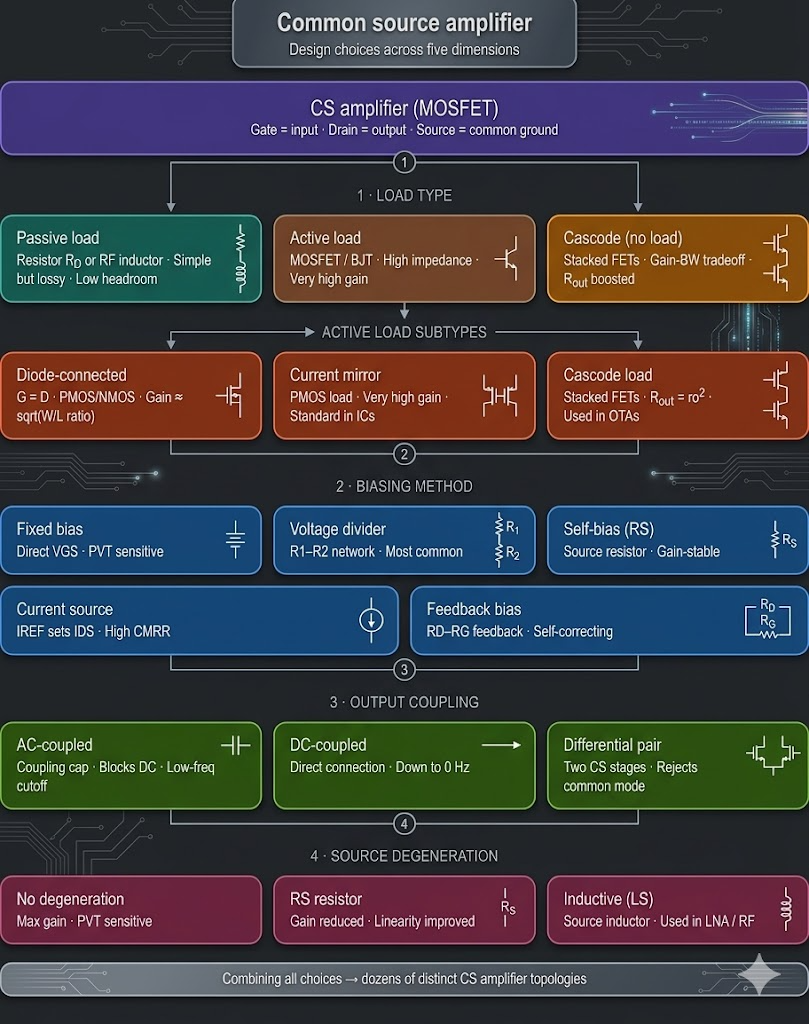 Common source amplifier
Design choices across five dimensions
CS amplifier (MOSFET)
Gate = input · Drain = output · Source = common ground
1
1 · LOAD TYPE
Passive load
Resistor RD or RF inductor · Simple
but lossy · Low headroom
Active load
MOSFET / BJT · High impedance ·
Very high gain
Cascode (no load)
Stacked FETs · Gain-BW tradeoff ·
Rout boosted
ACTIVE LOAD SUBTYPES
Diode-connected
G = D · PMOS/NMOS · Gain ≈
sqrt(W/L ratio)
Current mirror
PMOS load · Very high gain ·
Standard in ICs
Cascode load
Stacked FETs · Rout = ro² ·
Used in OTAs
2
2 · BIASING METHOD
Fixed bias
Direct VGS · PVT sensitive
Voltage divider
R1–R2 network · Most common
R1
R2
Self-bias (RS)
Source resistor · Gain-stable
RS
Current source
IREF sets IDS · High CMRR
Feedback bias
RD–RG feedback · Self-correcting
RD
RG
3
3 · OUTPUT COUPLING
AC-coupled
Coupling cap · Blocks DC · Low-freq
cutoff
DC-coupled
Direct connection · Down to 0 Hz
Differential pair
Two CS stages · Rejects
common mode
4
4 · SOURCE DEGENERATION
No degeneration
Max gain · PVT sensitive
RS resistor
Gain reduced · Linearity improved
RS
Inductive (LS)
Source inductor · Used in LNA / RF
Combining all choices → dozens of distinct CS amplifier topologies